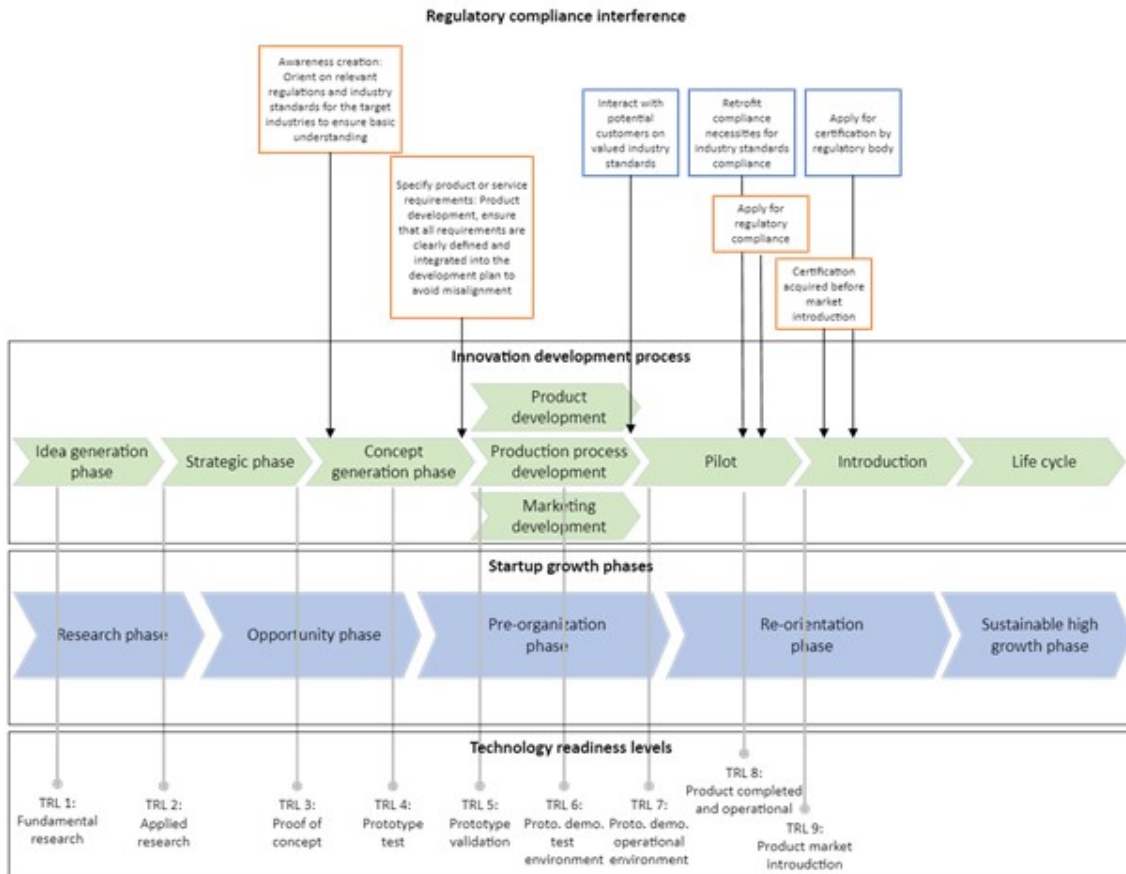 Regulatory compliance interference
Awareness creation:
Orient on relevant
regulations and industry
standards for the target
industries to ensure basic
understanding
Specify product or service
requirements: Product
development, ensure
that all requirements are
clearly defined and
integrated into the
development plan to
avoid misalignment
Interact with
potential
customers on
valued industry
standards
Retrofit
compliance
necessities for
industry standards
compliance
Apply for
certification by
regulatory body
Apply for
regulatory
compliance
Certification
acquired before
market
introduction
Innovation development process
Idea generation
phase
Strategic phase
Concept
generation phase
Product
development
Production process
development
Marketing
development
Pilot
Introduction
Life cycle
Startup growth phases
Research phase
Opportunity phase
Pre-organization
phase
Re-orientation
phase
Sustainable high
growth phase
Technology readiness levels
TRL 1:
Fundamental
research
TRL 2:
Applied
research
TRL 3:
Proof of
concept
TRL 4:
Prototype
test
TRL 5:
Prototype
validation
TRL 6:
Proto. demo.
test
environment
TRL 7:
Proto. demo.
operational
environment
TRL 8:
Product completed
and operational
TRL 9:
Product market
introudction